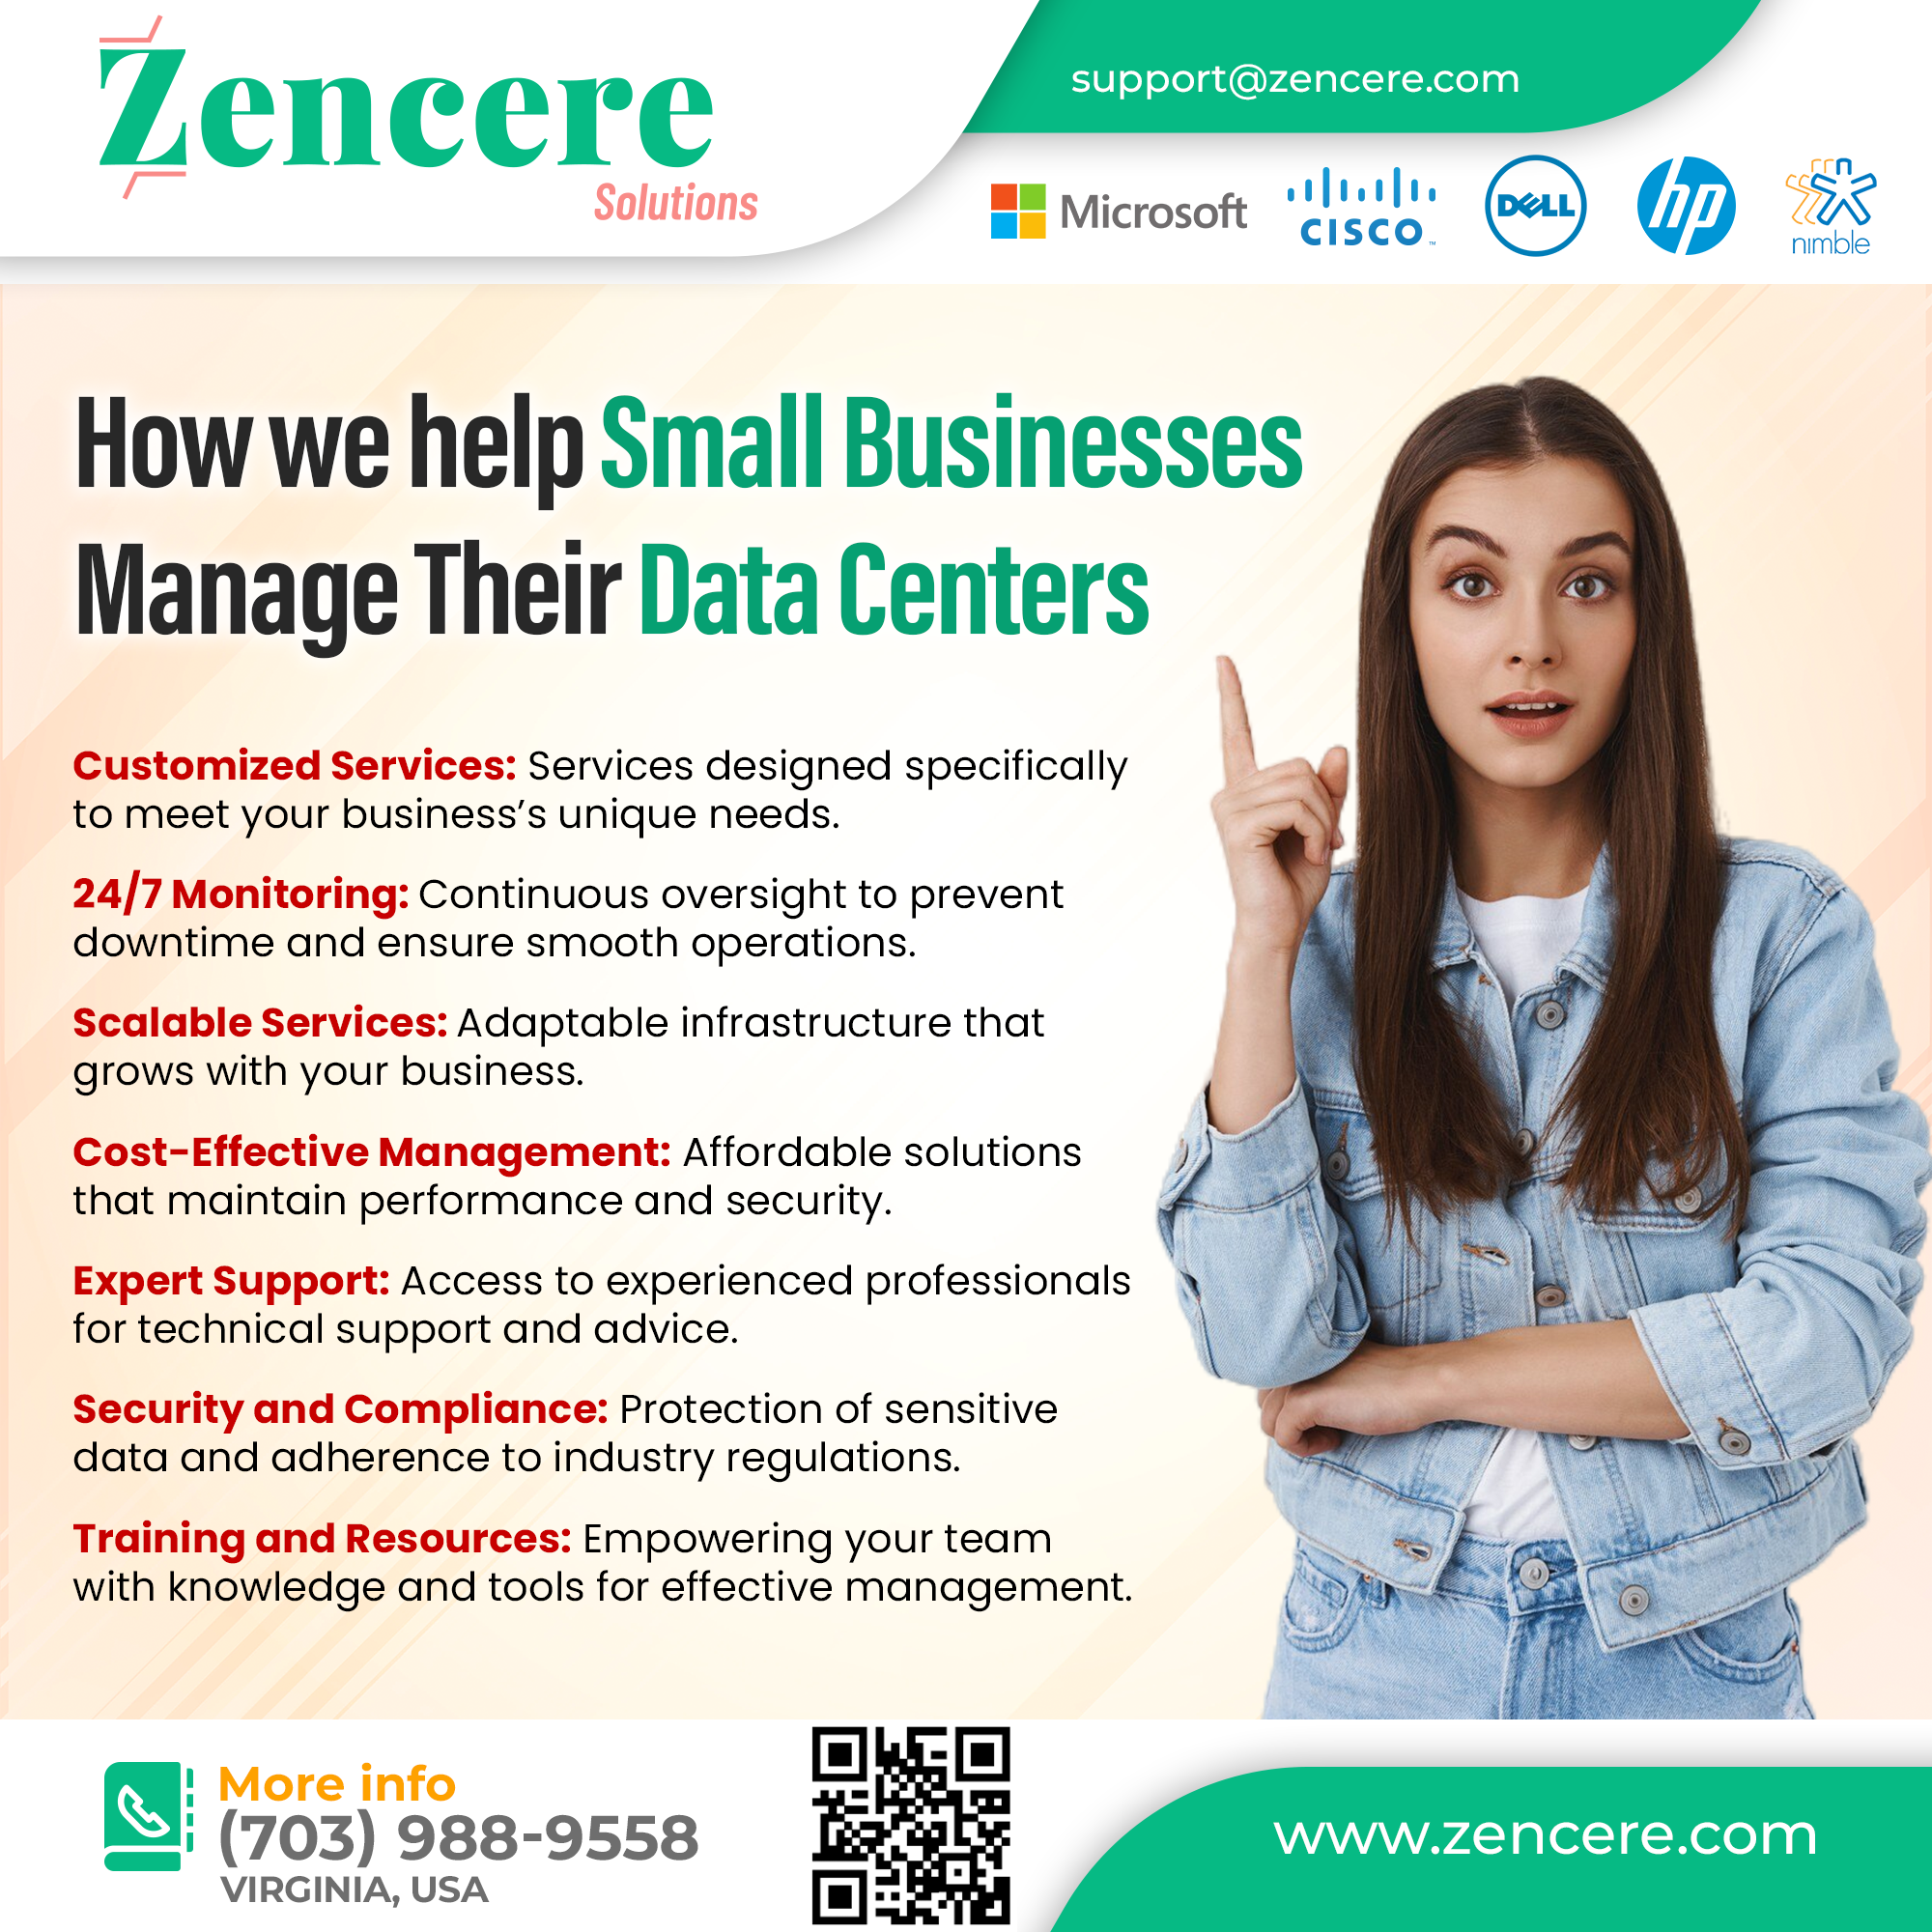 Zencere
Solutions
support@zencere.com
Microsoft
CISCO™
DELL
hp
nimble
How we help Small Businesses
Manage Their Data Centers
Customized Services: Services designed specifically
to meet your business’s unique needs.
24/7 Monitoring: Continuous oversight to prevent
downtime and ensure smooth operations.
Scalable Services: Adaptable infrastructure that
grows with your business.
Cost-Effective Management: Affordable solutions
that maintain performance and security.
Expert Support: Access to experienced professionals
for technical support and advice.
Security and Compliance: Protection of sensitive
data and adherence to industry regulations.
Training and Resources: Empowering your team
with knowledge and tools for effective management.
More info
(703) 988-9558
VIRGINIA, USA
www.zencere.com